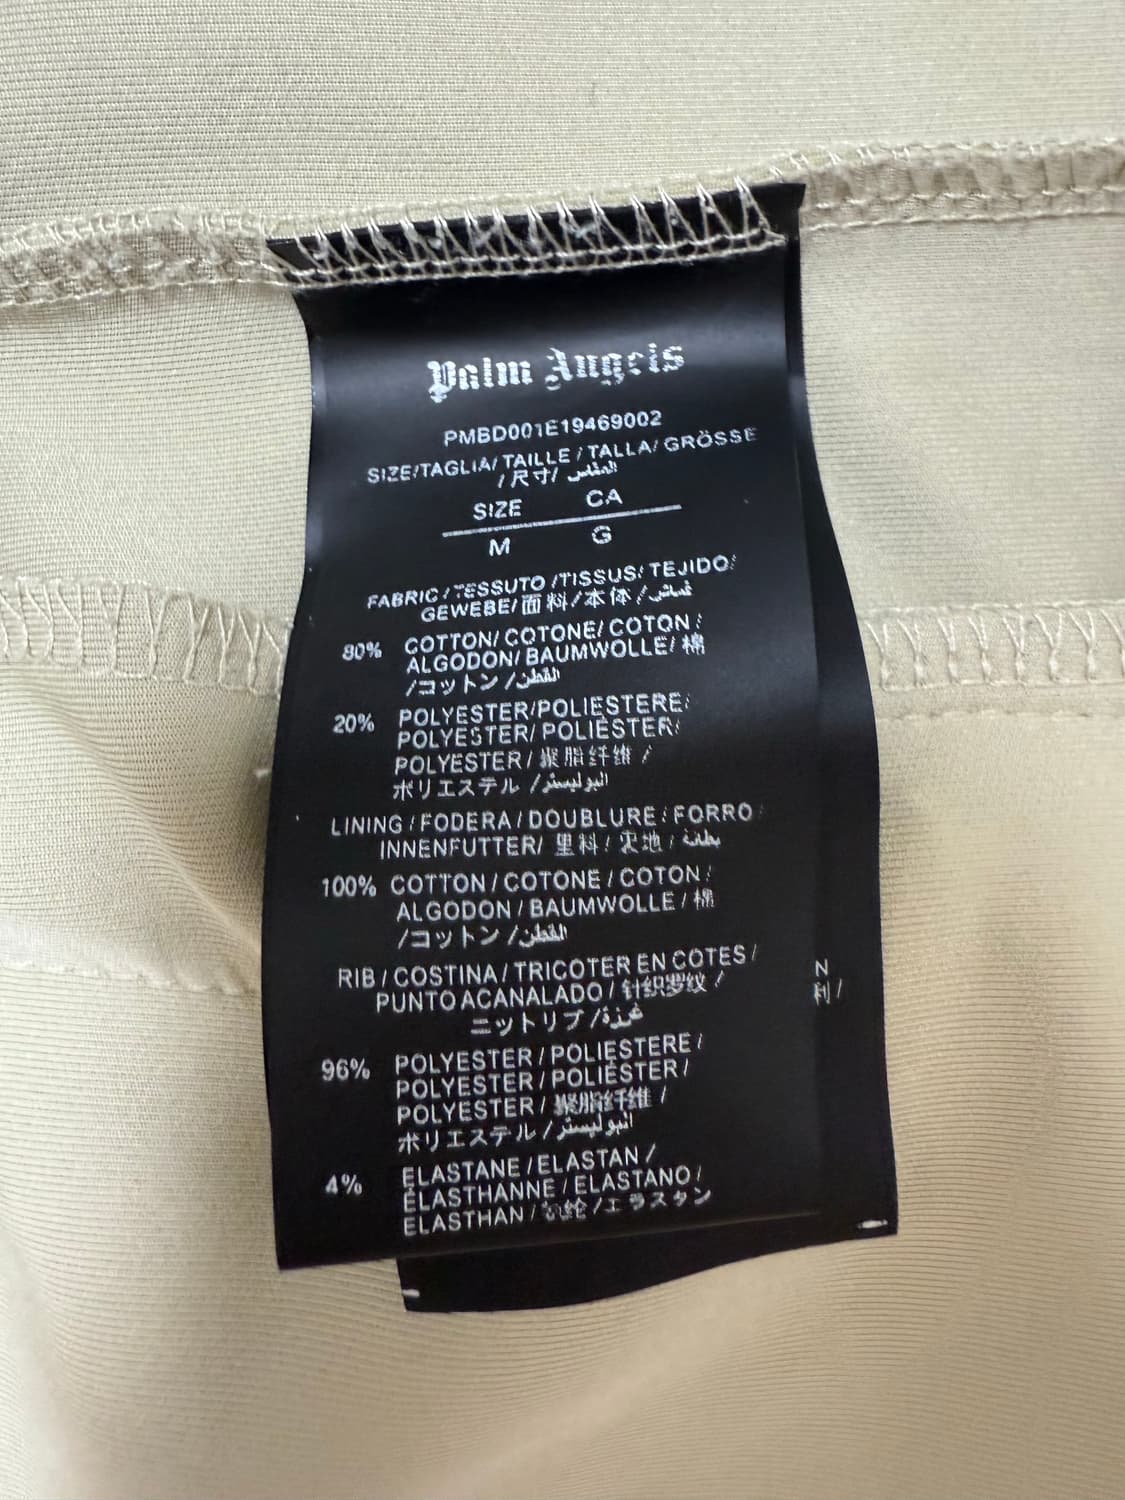 Palm Angels
PMBD001E19469002
SIZE/TAGLIA/TAILLE/TALLA/GRÖSSE
/尺寸/المقاس
SIZE CA
M G
FABRIC/TESSUTO/TISSUS/TEJIDO/
GEWEBE/面料/本体/قماش
80% COTTON/COTONE/COTON/
ALGODON/BAUMWOLLE/棉
/コットン/القطن
20% POLYESTER/POLIESTERE/
POLYESTER/POLIÉSTER/
POLYESTER/聚脂纤维/
ポリエステル/البوليستر
LINING/FODERA/DOUBLURE/FORRO
INNENFUTTER/里料/裏地/بطانة
100% COTTON/COTONE/COTON/
ALGODON/BAUMWOLLE/棉
/コットン/القطن
RIB/COSTINA/TRICOTER EN COTES/
PUNTO ACANALADO/针织罗纹/
ニットリブ/
96% POLYESTER/POLIESTERE/
POLYESTER/POLIÉSTER/
POLYESTER/聚脂纤维/
ポリエステル/البوليستر
4% ELASTANE/ELASTAN/
ÉLASTHANNE/ELASTANO/
ELASTHAN/氨纶/エラスタン
N
利/